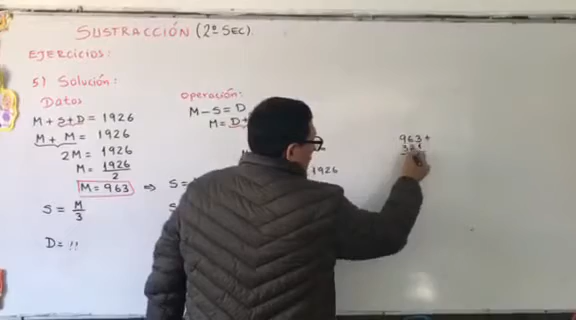 SUSTRACCIÓN (2º SEC).
EJERCICIOS:
5) Solución:
Datos
M + S + D = 1926
M + M = 1926
2M = 1926
M = 1926
2
M = 963 ⇒ S =
S = M
3
D = !!
Operación:
M – S = D
M = D +
1926
963 +
321